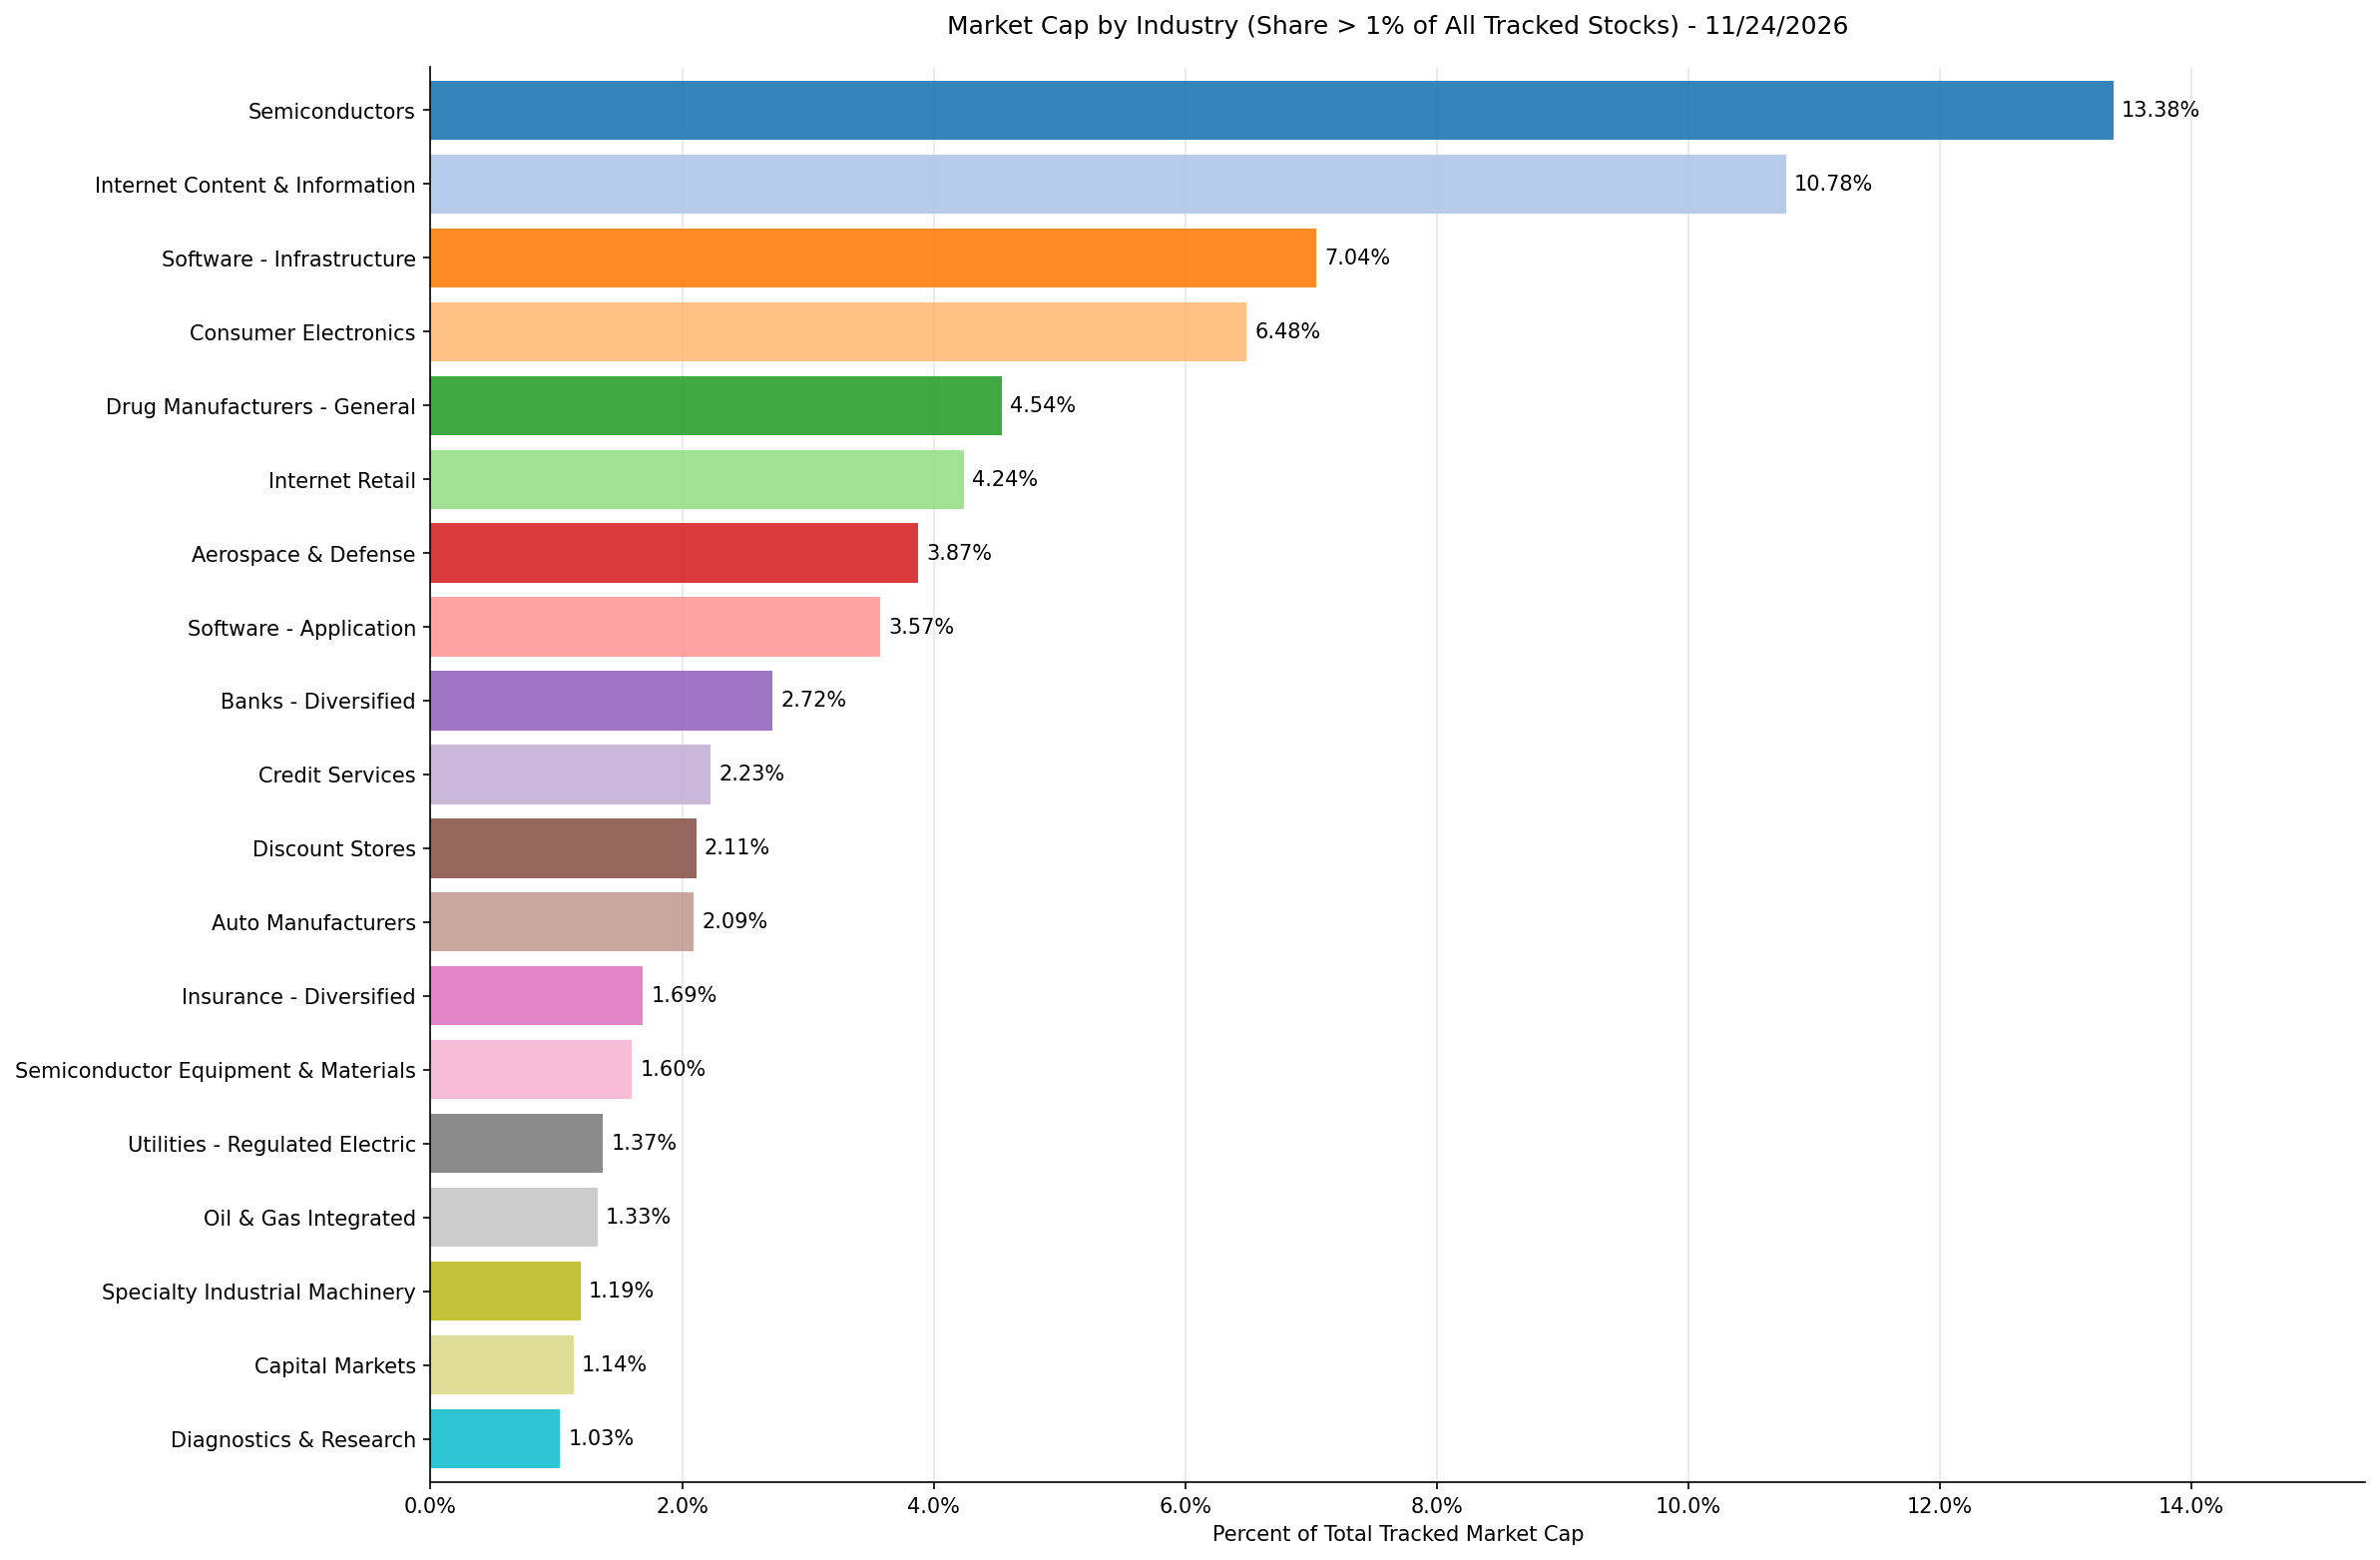 Market Cap by Industry (Share > 1% of All Tracked Stocks) - 11/24/2026
Semiconductors 13.38%
Internet Content & Information 10.78%
Software - Infrastructure 7.04%
Consumer Electronics 6.48%
Drug Manufacturers - General 4.54%
Internet Retail 4.24%
Aerospace & Defense 3.87%
Software - Application 3.57%
Banks - Diversified 2.72%
Credit Services 2.23%
Discount Stores 2.11%
Auto Manufacturers 2.09%
Insurance - Diversified 1.69%
Semiconductor Equipment & Materials 1.60%
Utilities - Regulated Electric 1.37%
Oil & Gas Integrated 1.33%
Specialty Industrial Machinery 1.19%
Capital Markets 1.14%
Diagnostics & Research 1.03%
0.0% 2.0% 4.0% 6.0% 8.0% 10.0% 12.0% 14.0%
Percent of Total Tracked Market Cap